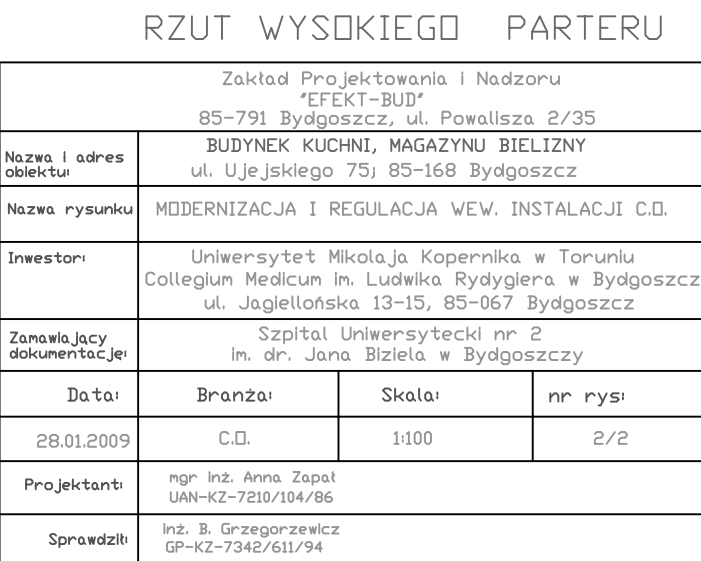 RZUT WYSOKIEGO PARTERU
Zakład Projektowania i Nadzoru
"EFEKT-BUD"
85-791 Bydgoszcz, ul. Powalisza 2/35
Nazwa i adres
obiektu:
BUDYNEK KUCHNI, MAGAZYNU BIELIZNY
ul. Ujejskiego 75; 85-168 Bydgoszcz
Nazwa rysunku
MODERNIZACJA I REGULACJA WEW. INSTALACJI C.O.
Inwestor:
Uniwersytet Mikolaja Kopernika w Toruniu
Collegium Medicum im. Ludwika Rydygiera w Bydgoszcz
ul. Jagiellońska 13-15, 85-067 Bydgoszcz
Zamawiający
dokumentację:
Szpital Uniwersytecki nr 2
im. dr. Jana Biziela w Bydgoszczy
Data: Branża: Skala: nr rys:
28.01.2009 C.O. 1:100 2/2
Projektant:
mgr inż. Anna Zapał
UAN-KZ-7210/104/86
Sprawdził:
inż. B. Grzegorzewicz
GP-KZ-7342/611/94